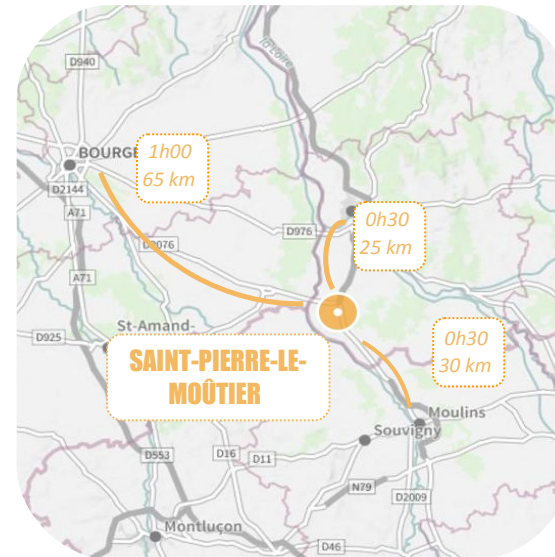 D940
la Loire
BOURGE
1h00
65 km
D2144
A71
D976
0h30
25 km
A71
D925
St-Amand-
0h30
30 km
SAINT-PIERRE-LE-
MOÛTIER
Moulins
Souvigny
D553
D16
D11
N79
D2009
Montluçon
D46